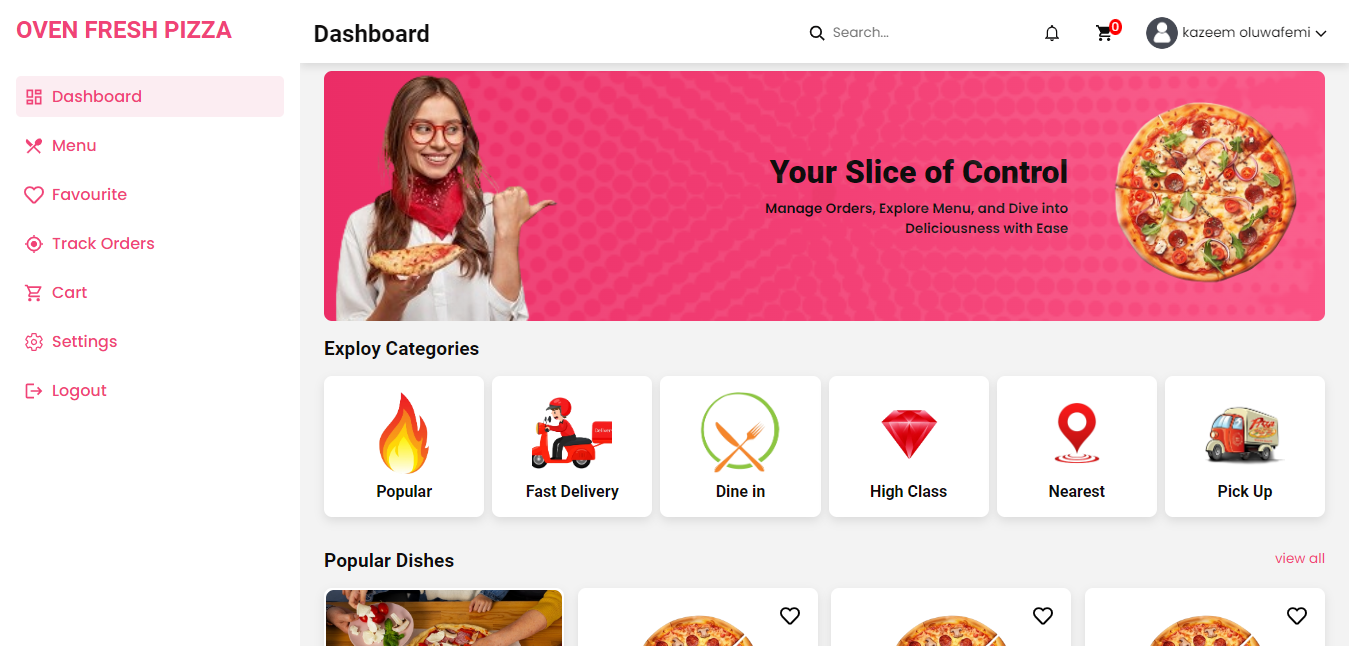 OVEN FRESH PIZZA
Dashboard
Menu
Favourite
Track Orders
Cart
Settings
Logout
Dashboard
Search...
0
kazeem oluwafemi
Your Slice of Control
Manage Orders, Explore Menu, and Dive into
Deliciousness with Ease
Exploy Categories
Popular
Fast Delivery
Dine in
High Class
Nearest
Pick Up
Popular Dishes
view all